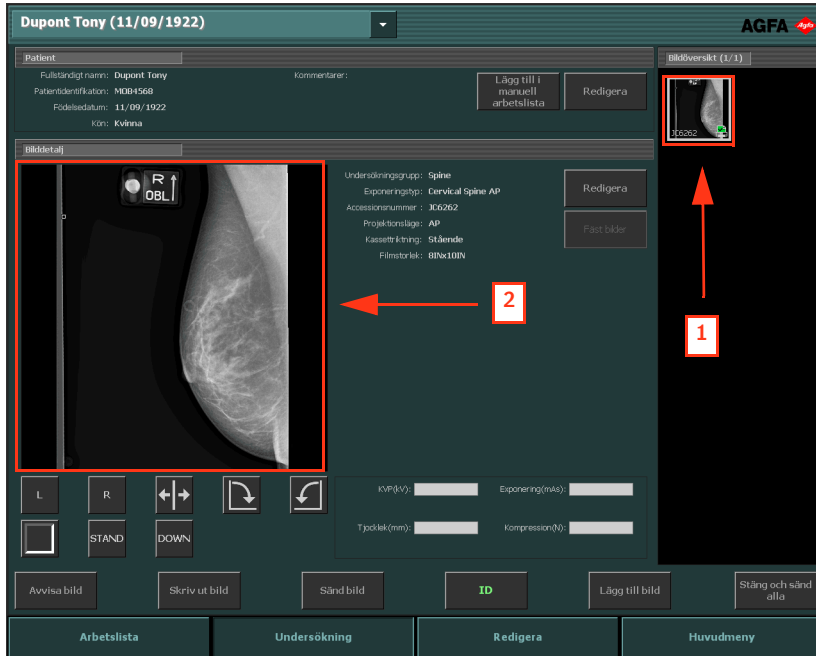 Dupont Tony (11/09/1922)
AGFA
Agfa
Patient
Fullständigt namn: Dupont Tony
Patientidentifikation: MOB4568
Födelsedatum: 11/09/1922
Kön: Kvinna
Kommentarer:
Lägg till i
manuell
arbetslista
Redigera
Bildöversikt (1/1)
JC6262
1
Bilddetalj
R
OBL
Undersökningsgrupp: Spine
Exponeringstyp: Cervical Spine AP
Accessionsnummer : JC6262
Projektionsläge: AP
Kassettriktning: Stående
Filmstorlek: 8INx10IN
Redigera
Fäst bilder
2
L
R
STAND
DOWN
KVP(kV):
Exponering(mAs):
Tjocklek(mm):
Kompression(N):
Avvisa bild
Skriv ut bild
Sänd bild
ID
Lägg till bild
Stäng och sänd
alla
Arbetslista
Undersökning
Redigera
Huvudmeny